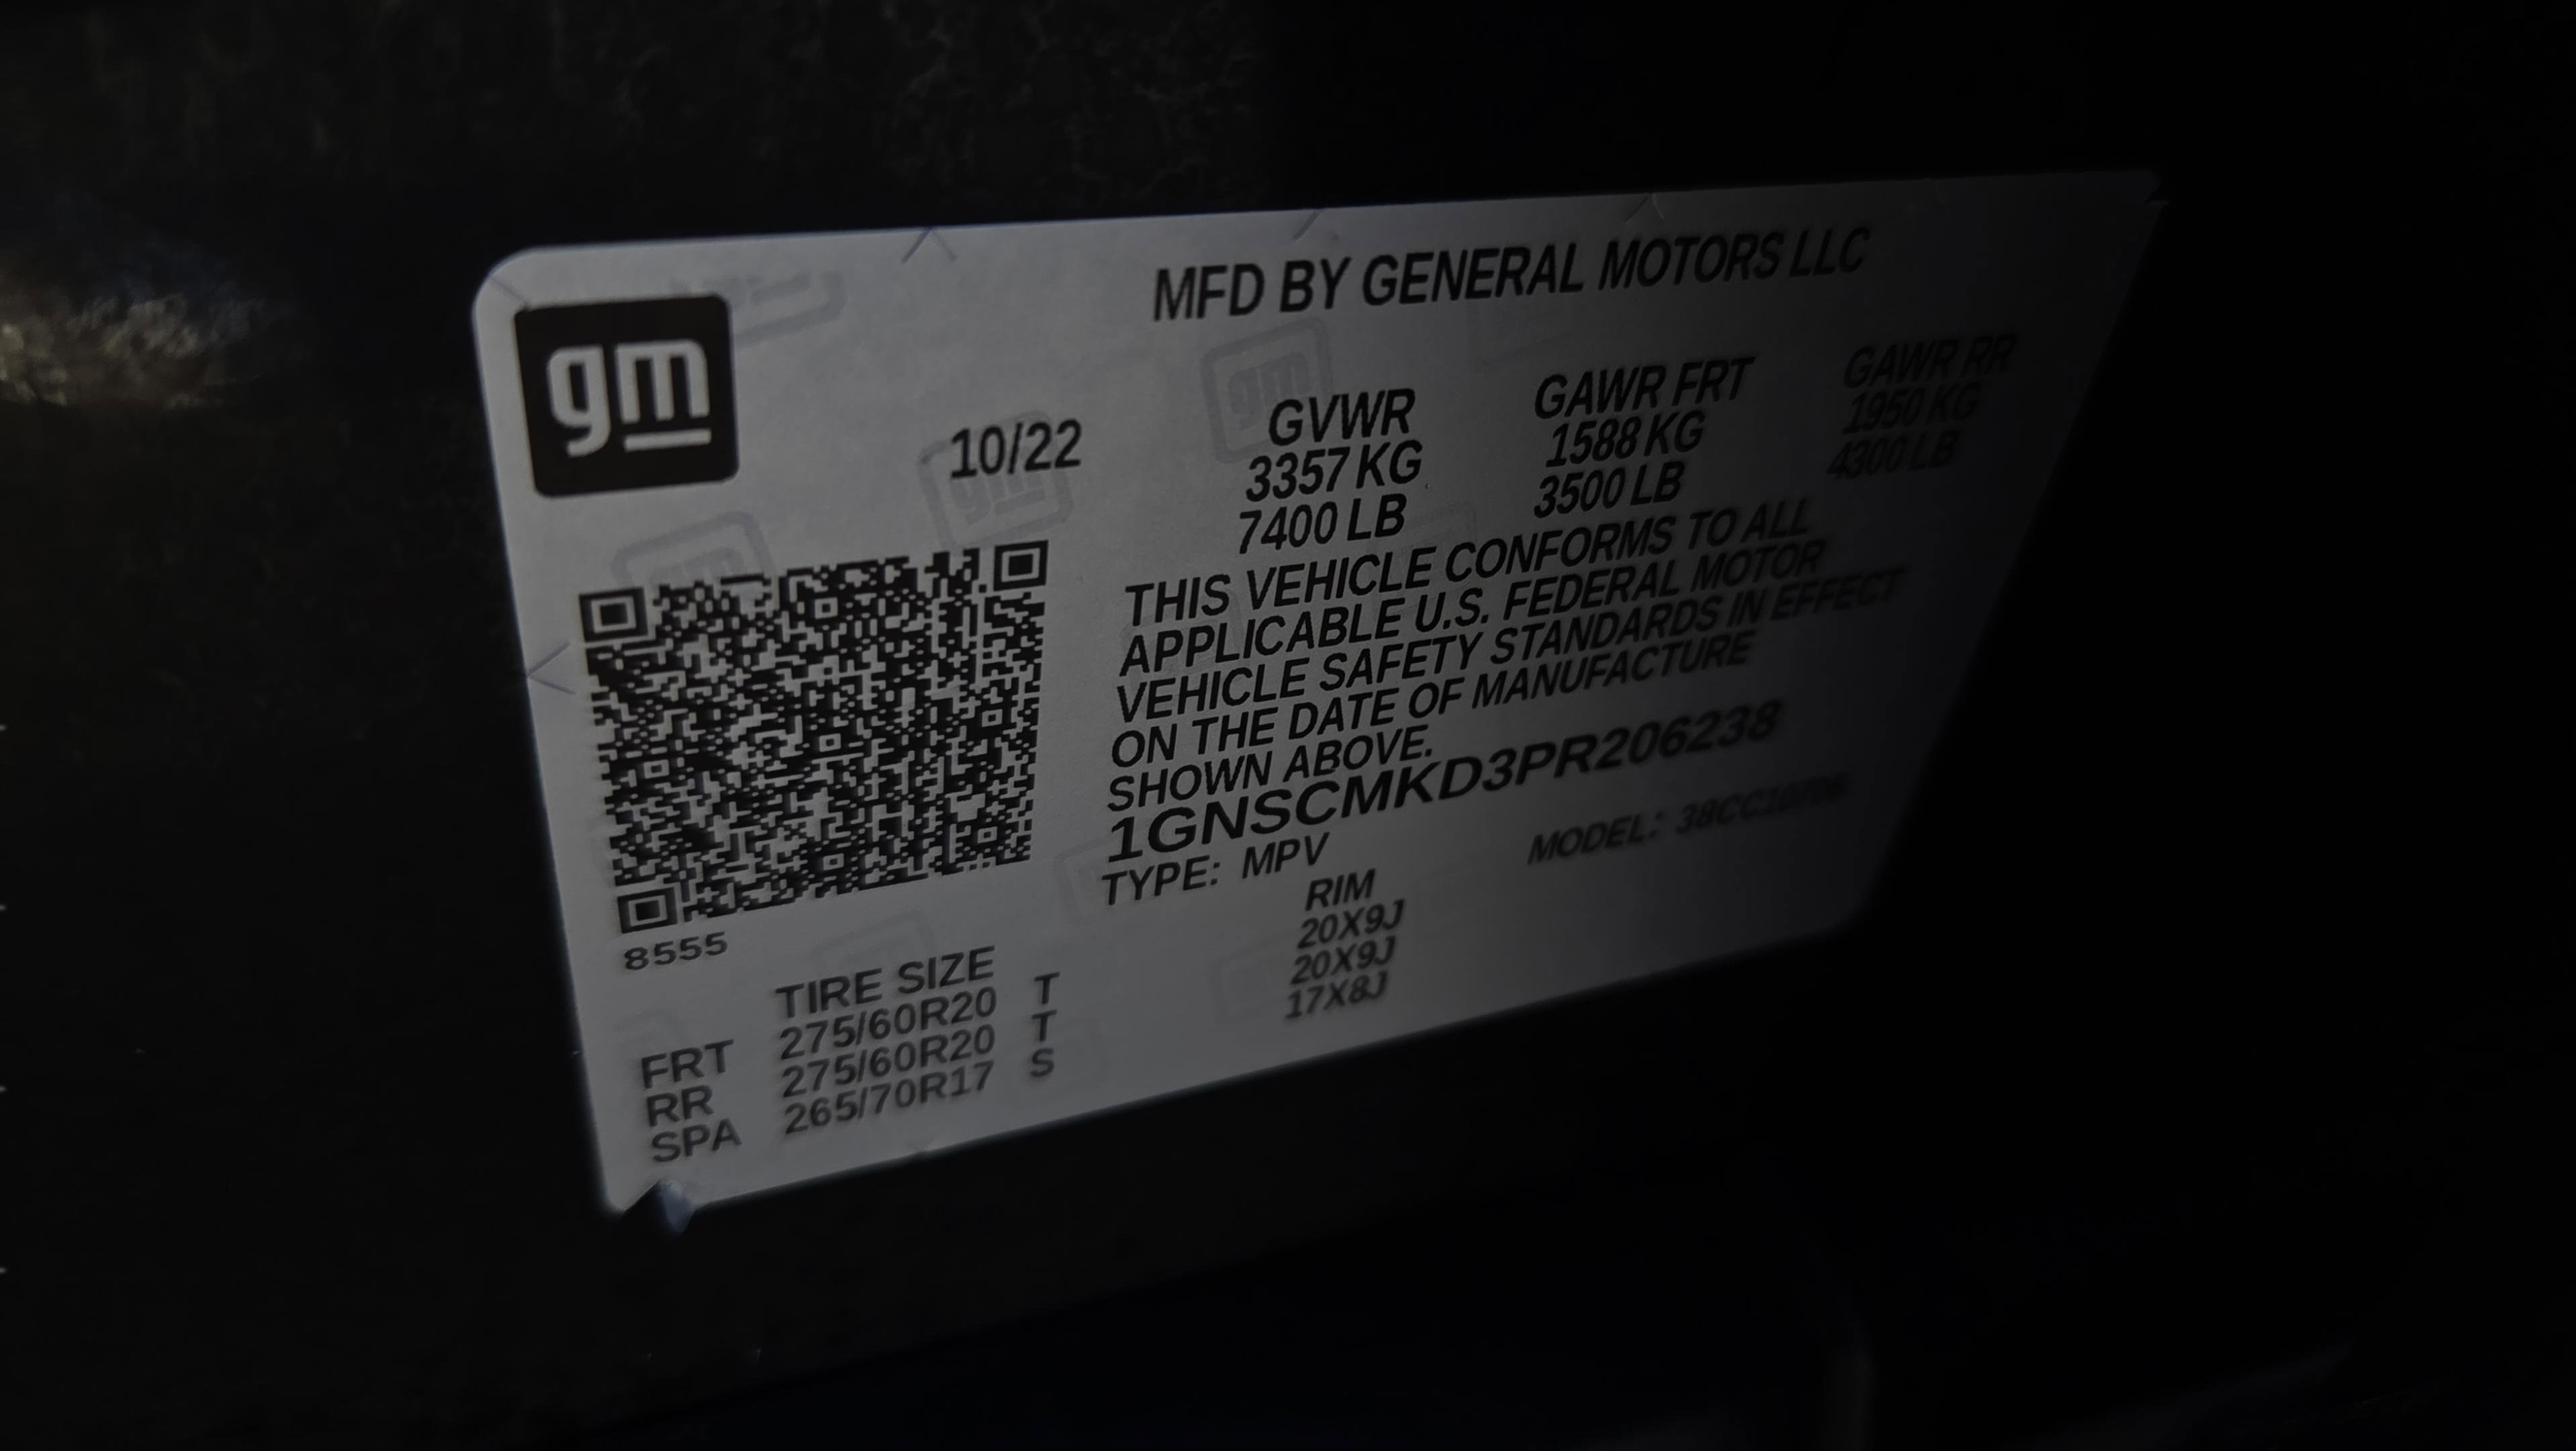 gm
MFD BY GENERAL MOTORS LLC
10/22
GVWR GAWR FRT GAWR RR
3357 KG 1588 KG 1950 KG
7400 LB 3500 LB 4300 LB
THIS VEHICLE CONFORMS TO ALL
APPLICABLE U.S. FEDERAL MOTOR
VEHICLE SAFETY STANDARDS IN EFFECT
ON THE DATE OF MANUFACTURE
SHOWN ABOVE.
1GNSCMKD3PR206238
TYPE: MPV MODEL:
8555
TIRE SIZE RIM
FRT 275/60R20 T 20X9J
RR 275/60R20 T 20X9J
SPA 265/70R17 S 17X8J